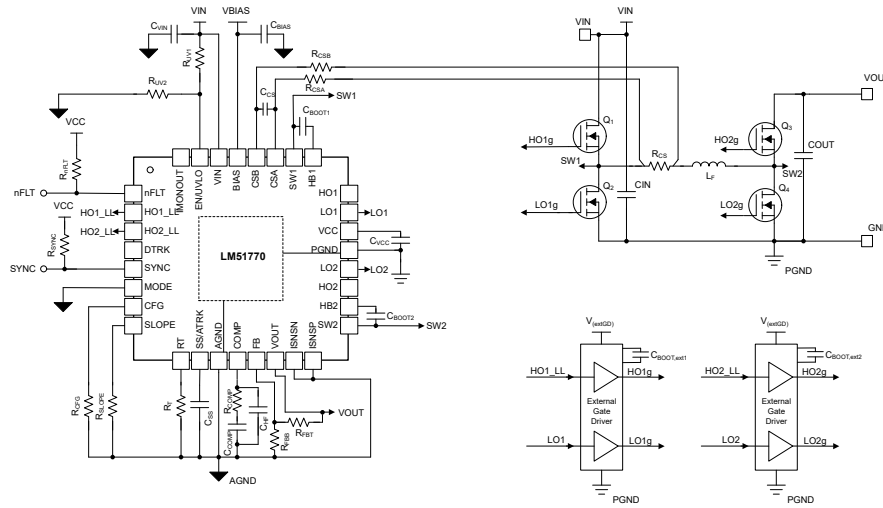 VIN
VBIAS
CVIN
CBIAS
RUV1
RUV2
RCSB
RCSA
CCS
SW1
CBOOT1
VCC
RnFLT
nFLT
VCC
RSYNC
SYNC
HO1_LL
HO2_LL
IMONOUT
EN/UVLO
VIN
BIAS
CSB
CSA
SW1
HB1
nFLT
HO1_LL
HO2_LL
DTRK
SYNC
MODE
CFG
SLOPE
LM51770
HO1
LO1
VCC
PGND
LO2
HO2
HB2
SW2
LO1
CVCC
LO2
CBOOT2
SW2
RT
SS/ATRK
AGND
COMP
FB
VOUT
ISNSN
ISNSP
RCFG
RSLOPE
RT
CSS
RCOMP
CCOMP
CHF
RFBB
RFBT
VOUT
AGND
VIN
VIN
VOUT
Q1
HO1g
SW1
RCS
LF
HO2g
Q3
COUT
SW2
Q2
LO1g
CIN
LO2g
Q4
GND
PGND
V(extGD)
CBOOT,ext1
HO1_LL
HO1g
External
Gate
Driver
LO1
LO1g
PGND
V(extGD)
CBOOT,ext2
HO2_LL
HO2g
External
Gate
Driver
LO2
LO2g
PGND